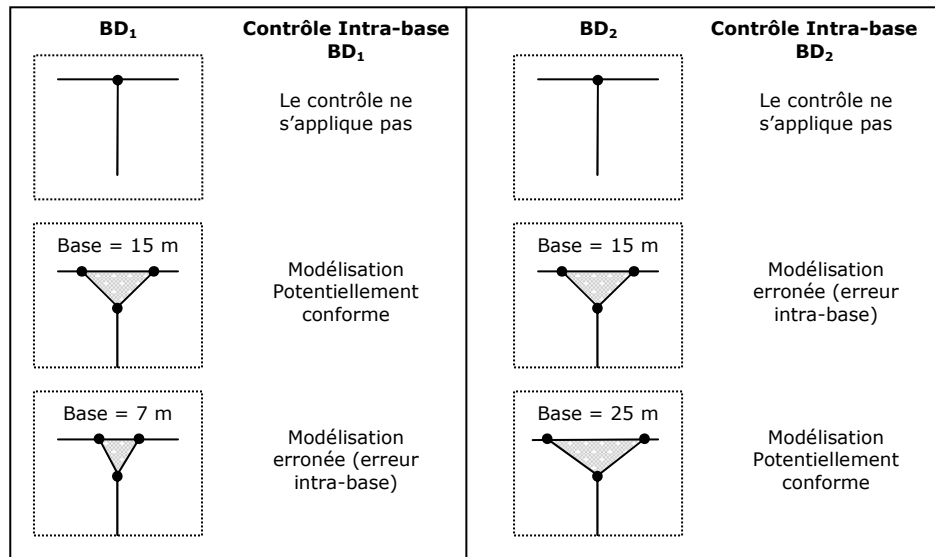 BD₁
Contrôle Intra-base
BD₁
Le contrôle ne
s’applique pas
Base = 15 m
Modélisation
Potentiellement
conforme
Base = 7 m
Modélisation
erronée (erreur
intra-base)
BD₂
Contrôle Intra-base
BD₂
Le contrôle ne
s’applique pas
Base = 15 m
Modélisation
erronée (erreur
intra-base)
Base = 25 m
Modélisation
Potentiellement
conforme